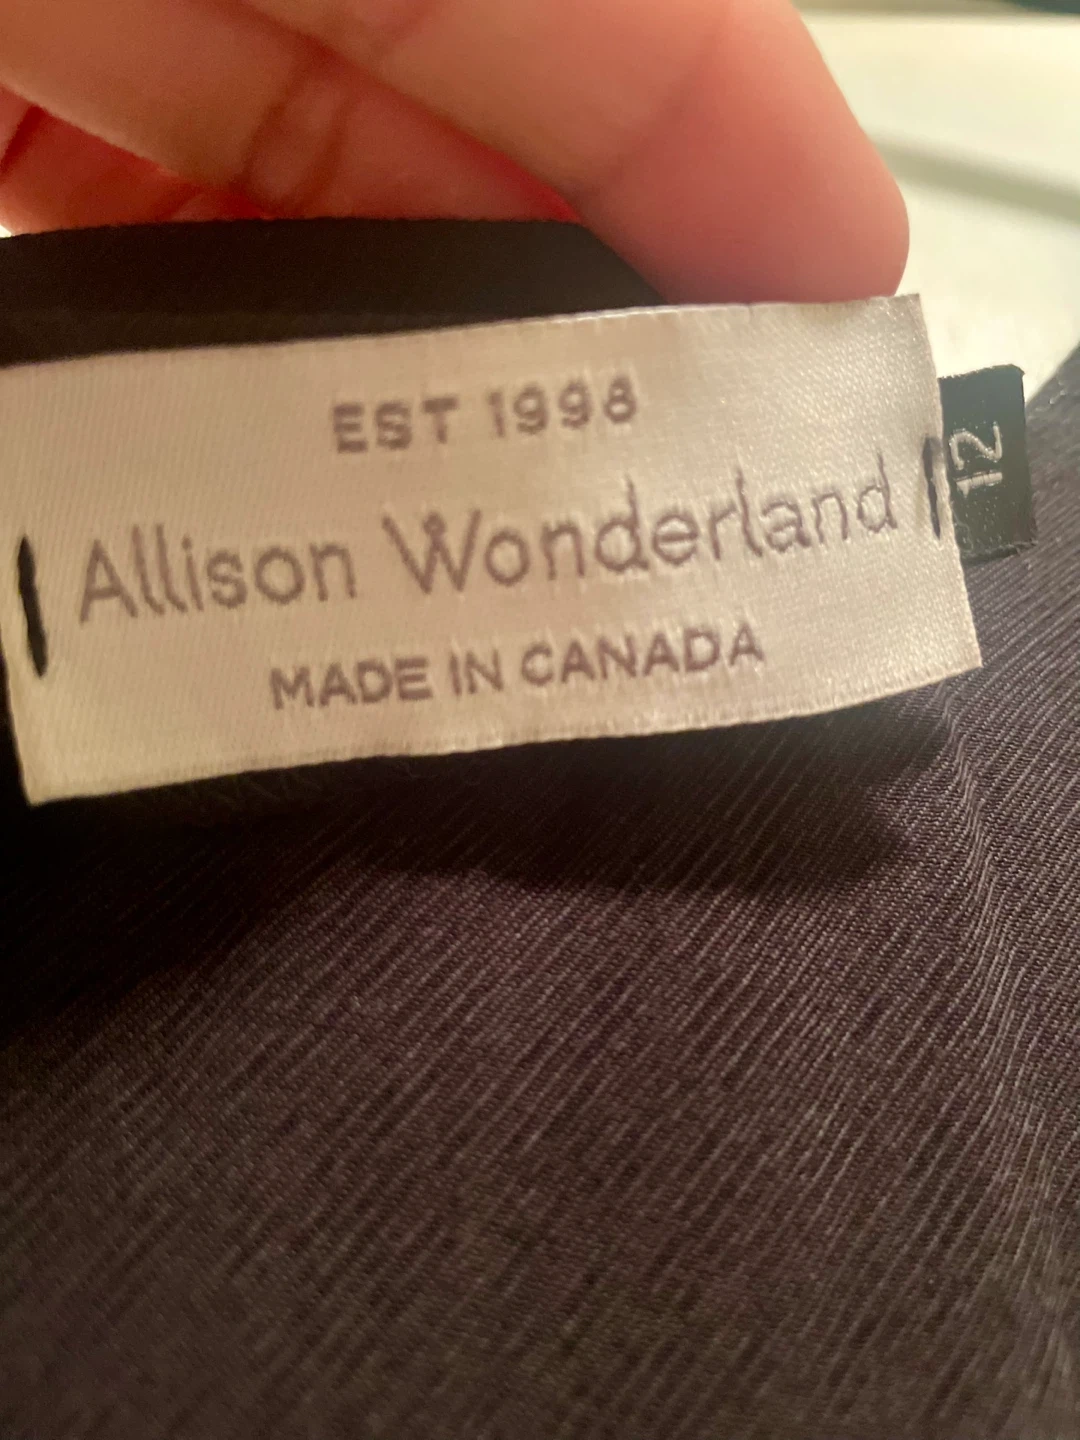 EST 1998
Allison Wonderland
MADE IN CANADA
12